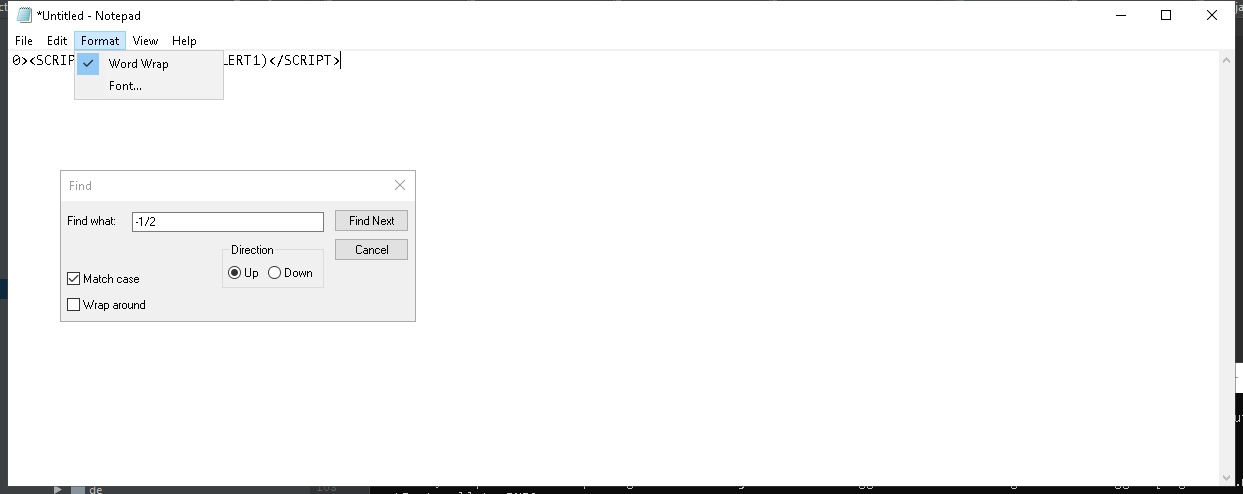 *Untitled - Notepad
File Edit Format View Help
0><SCRIP LERT1)</SCRIPT>
Word Wrap
Font...
Find
Find what: -1/2 Find Next
Direction Cancel
Up Down
Match case
Wrap around
de